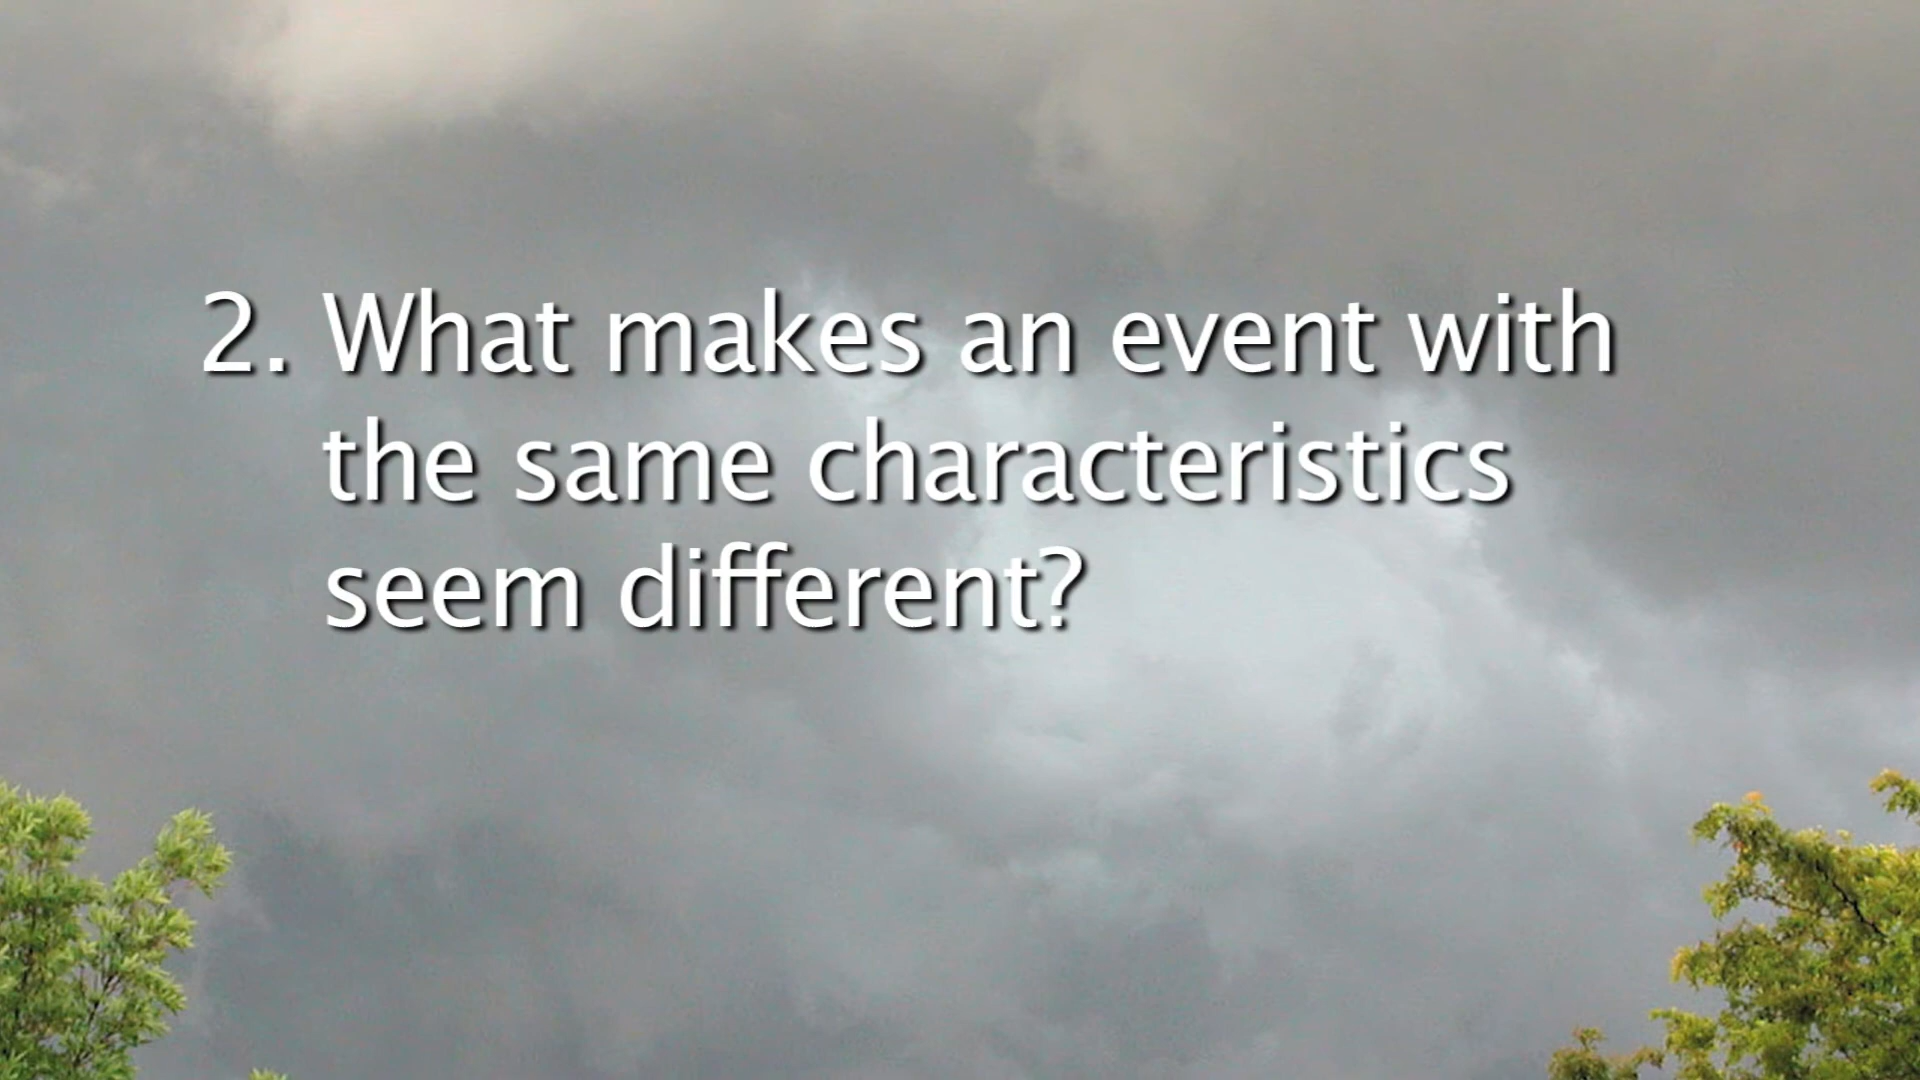 2. What makes an event with
the same characteristics
seem different?